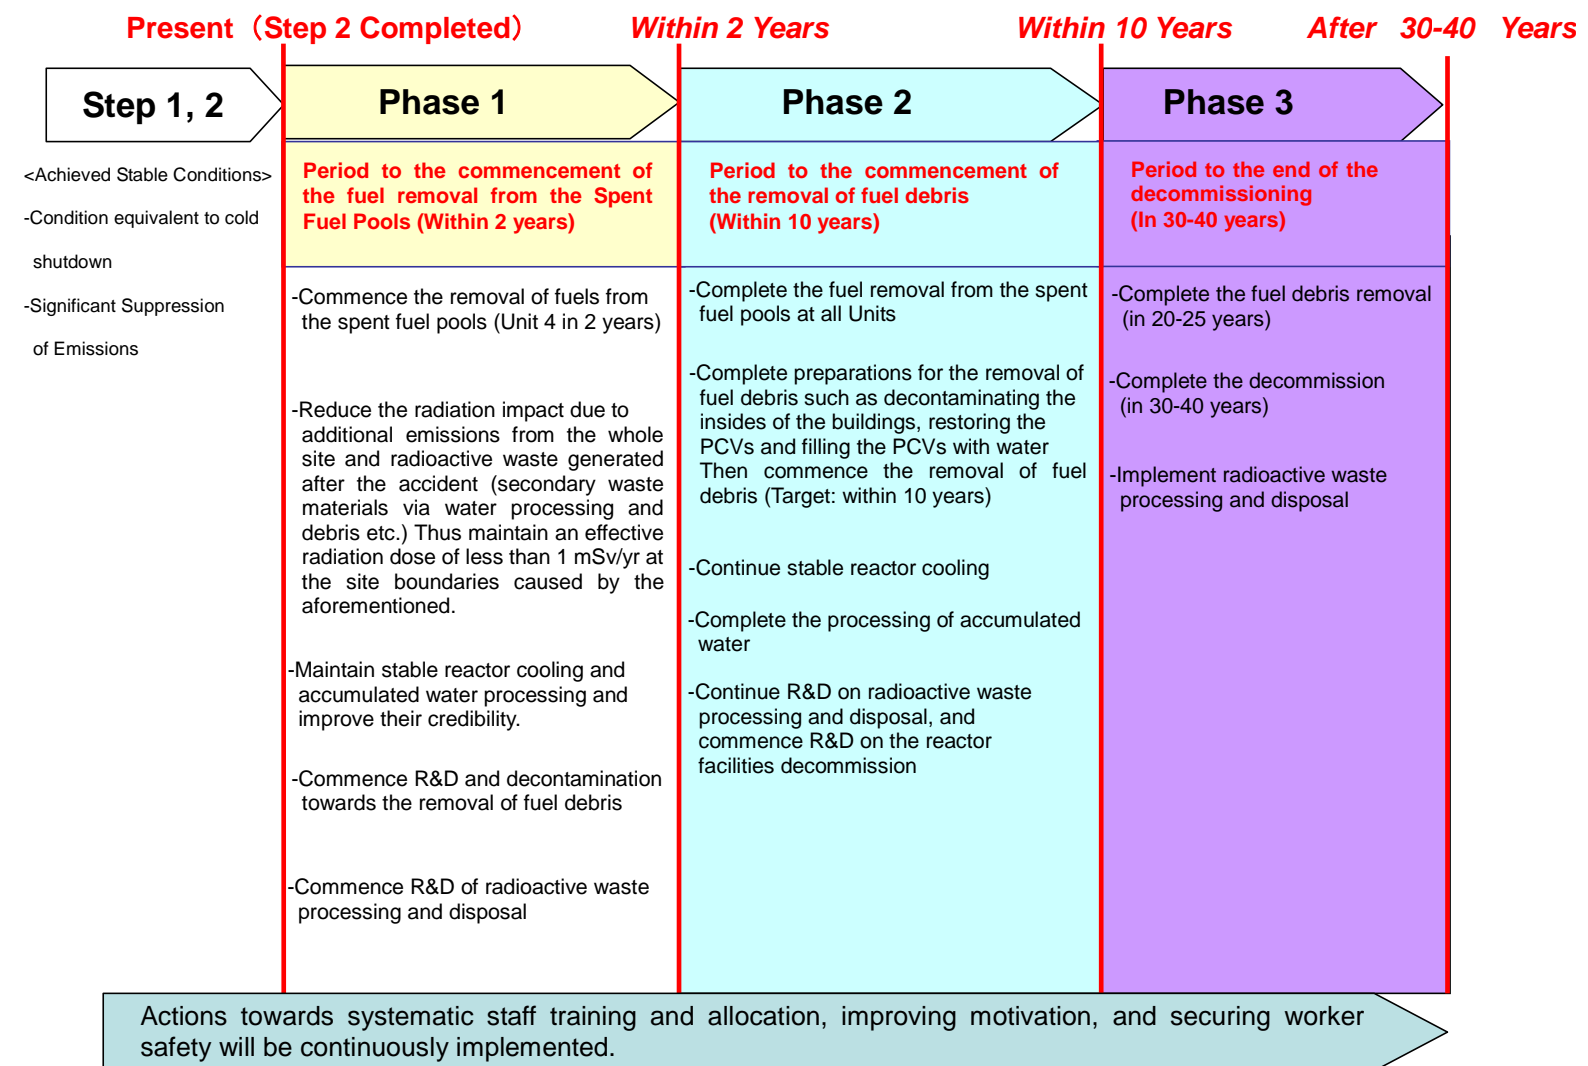 Present（Step 2 Completed） Within 2 Years Within 10 Years After 30-40 Years
Step 1, 2
Phase 1
Phase 2
Phase 3
<Achieved Stable Conditions>
-Condition equivalent to cold
shutdown
-Significant Suppression
of Emissions
Period to the commencement of
the fuel removal from the Spent
Fuel Pools (Within 2 years)
-Commence the removal of fuels from
the spent fuel pools (Unit 4 in 2 years)
-Reduce the radiation impact due to
additional emissions from the whole
site and radioactive waste generated
after the accident (secondary waste
materials via water processing and
debris etc.) Thus maintain an effective
radiation dose of less than 1 mSv/yr at
the site boundaries caused by the
aforementioned.
-Maintain stable reactor cooling and
accumulated water processing and
improve their credibility.
-Commence R&D and decontamination
towards the removal of fuel debris
-Commence R&D of radioactive waste
processing and disposal
Period to the commencement of
the removal of fuel debris
(Within 10 years)
-Complete the fuel removal from the spent
fuel pools at all Units
-Complete preparations for the removal of
fuel debris such as decontaminating the
insides of the buildings, restoring the
PCVs and filling the PCVs with water
Then commence the removal of fuel
debris (Target: within 10 years)
-Continue stable reactor cooling
-Complete the processing of accumulated
water
-Continue R&D on radioactive waste
processing and disposal, and
commence R&D on the reactor
facilities decommission
Period to the end of the
decommissioning
(In 30-40 years)
-Complete the fuel debris removal
(in 20-25 years)
-Complete the decommission
(in 30-40 years)
-Implement radioactive waste
processing and disposal
Actions towards systematic staff training and allocation, improving motivation, and securing worker
safety will be continuously implemented.